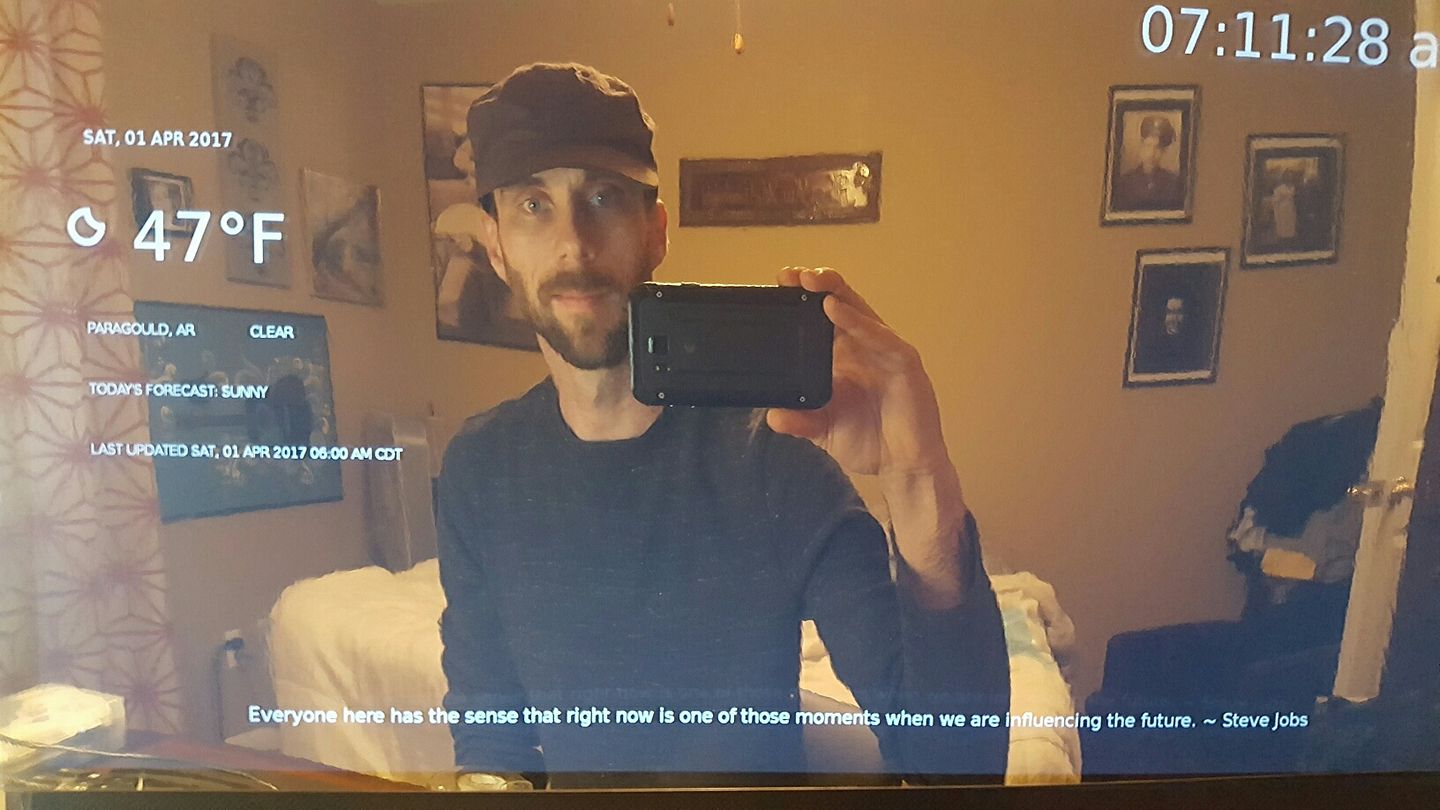 07:11:28 a
SAT, 01 APR 2017
47°F
PARAGOULD, AR CLEAR
TODAY'S FORECAST: SUNNY
LAST UPDATED SAT, 01 APR 2017 06:00 AM CDT
Everyone here has the sense that right now is one of those moments when we are influencing the future. ~ Steve Jobs